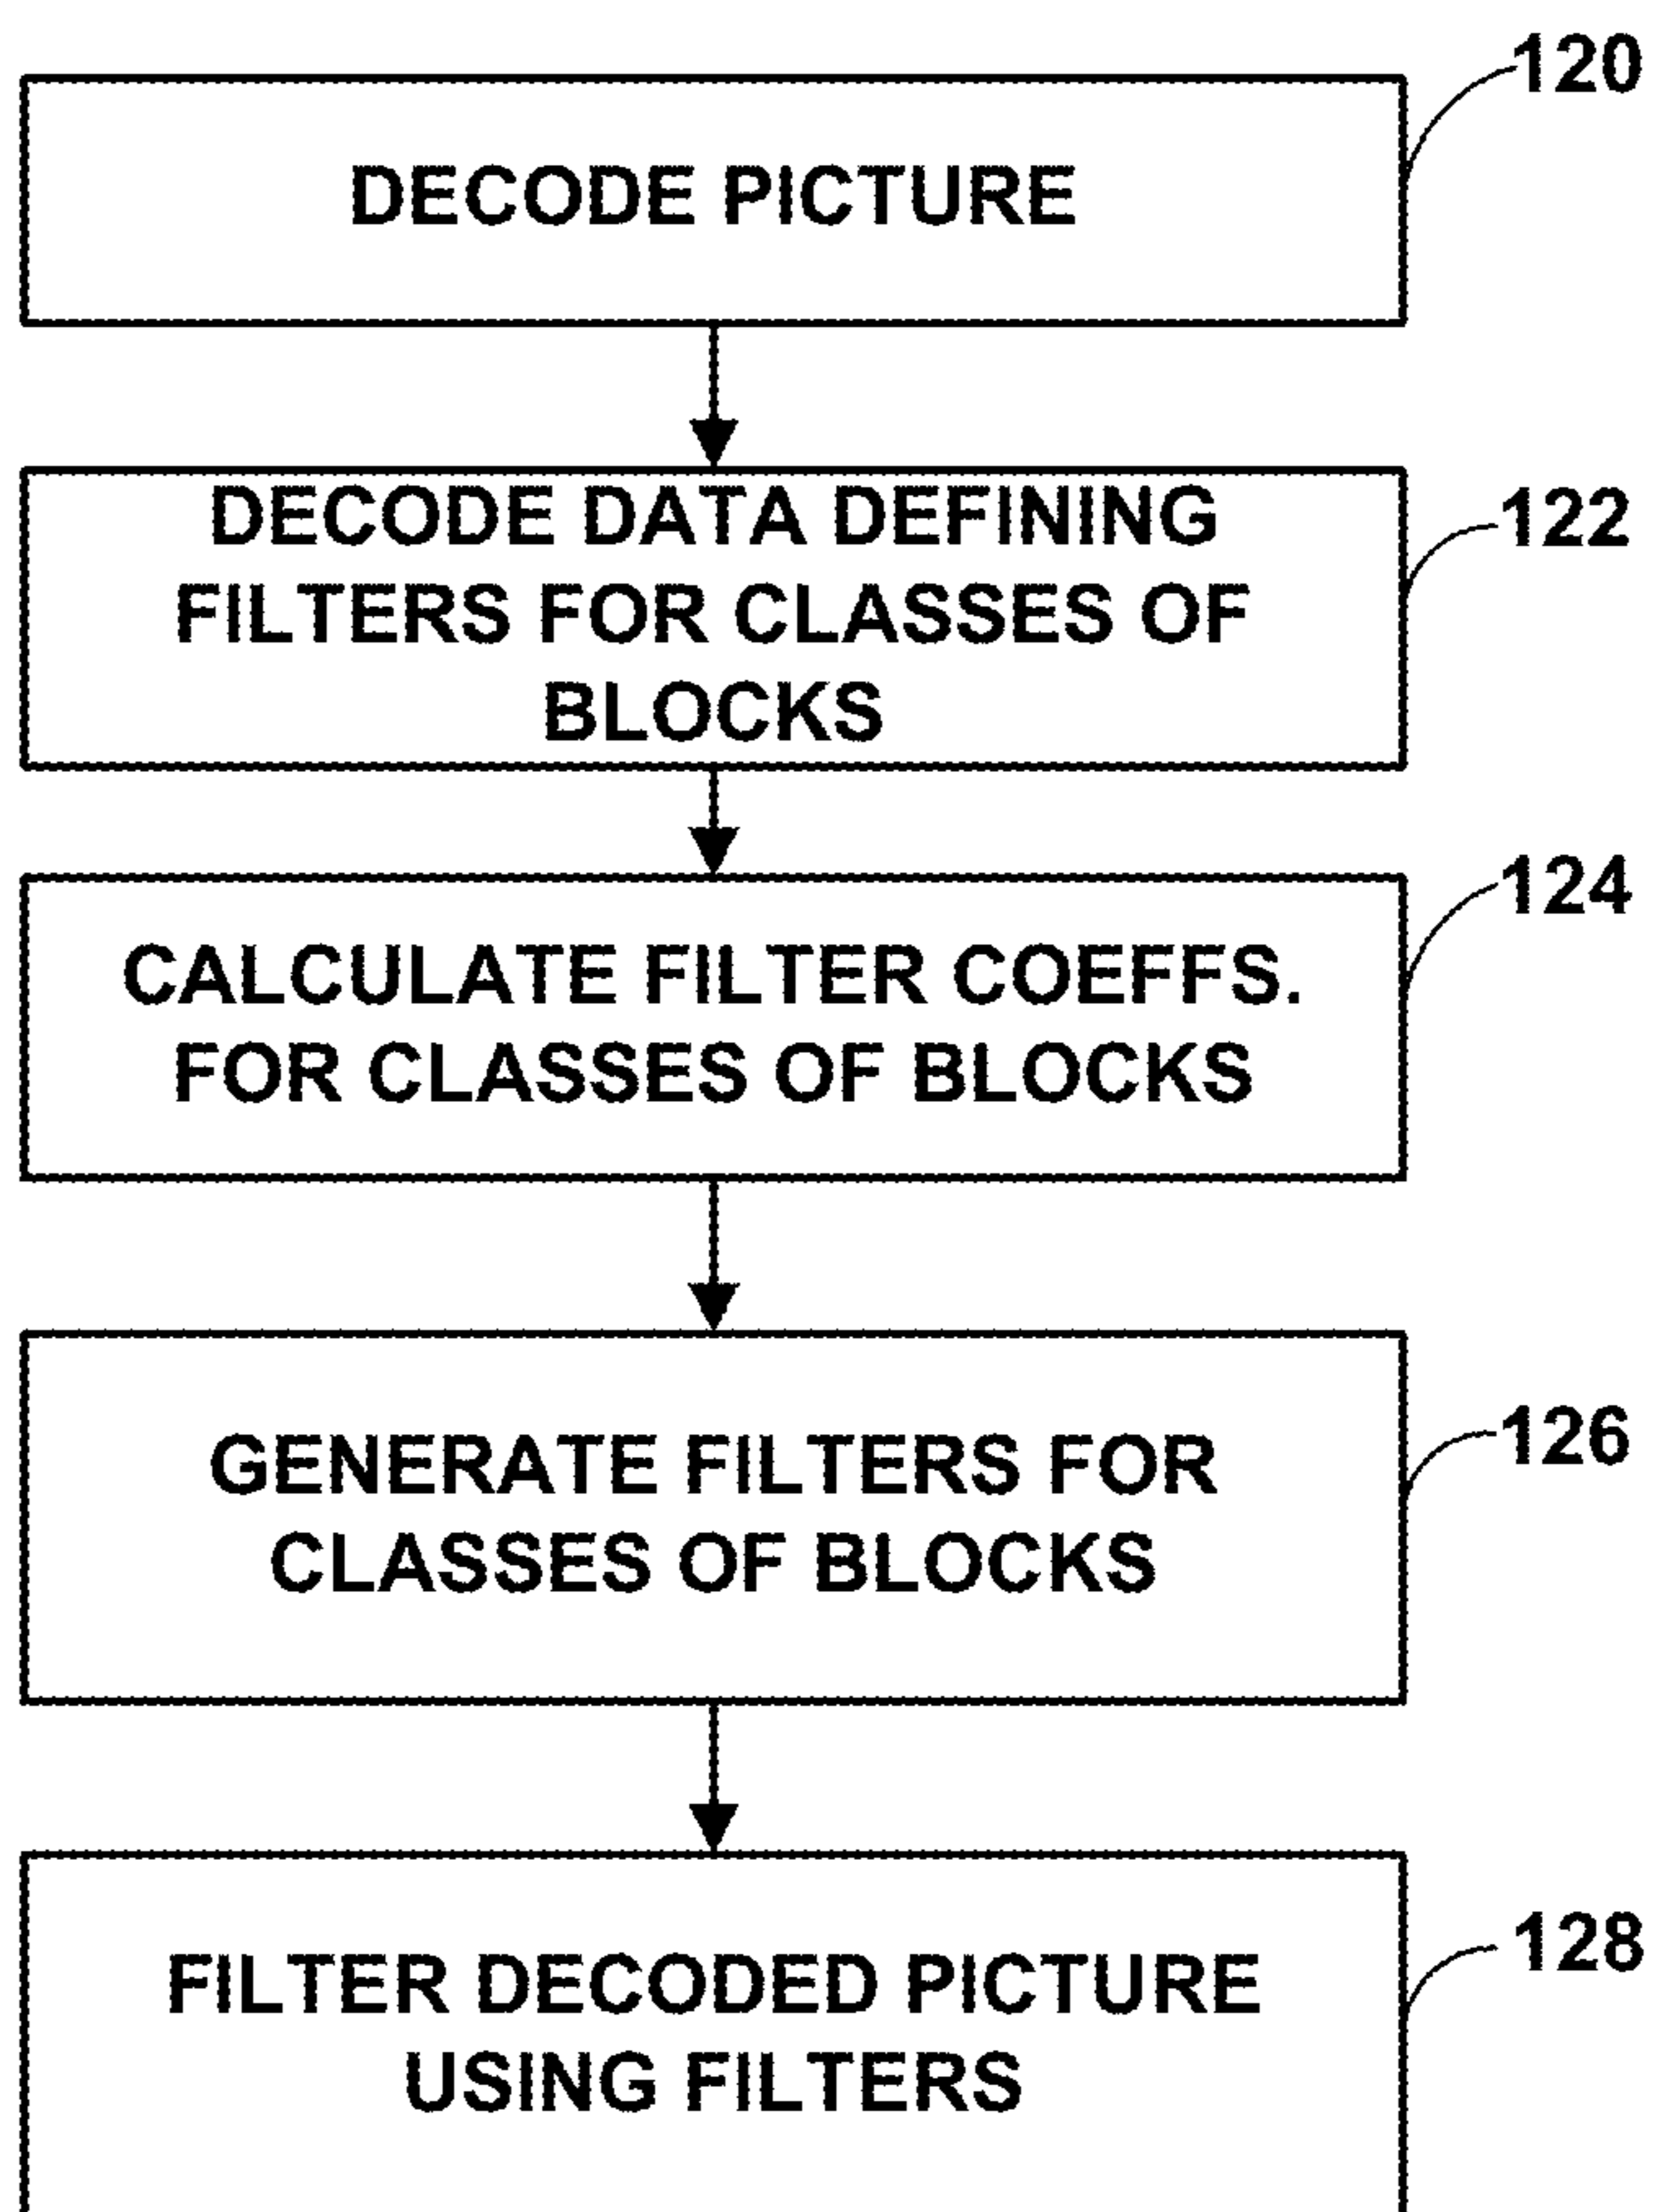 120
DECODE PICTURE
DECODE DATA DEFINING
FILTERS FOR CLASSES OF
BLOCKS
122
CALCULATE FILTER COEFFS.
FOR CLASSES OF BLOCKS
124
GENERATE FILTERS FOR
CLASSES OF BLOCKS
126
FILTER DECODED PICTURE
USING FILTERS
128